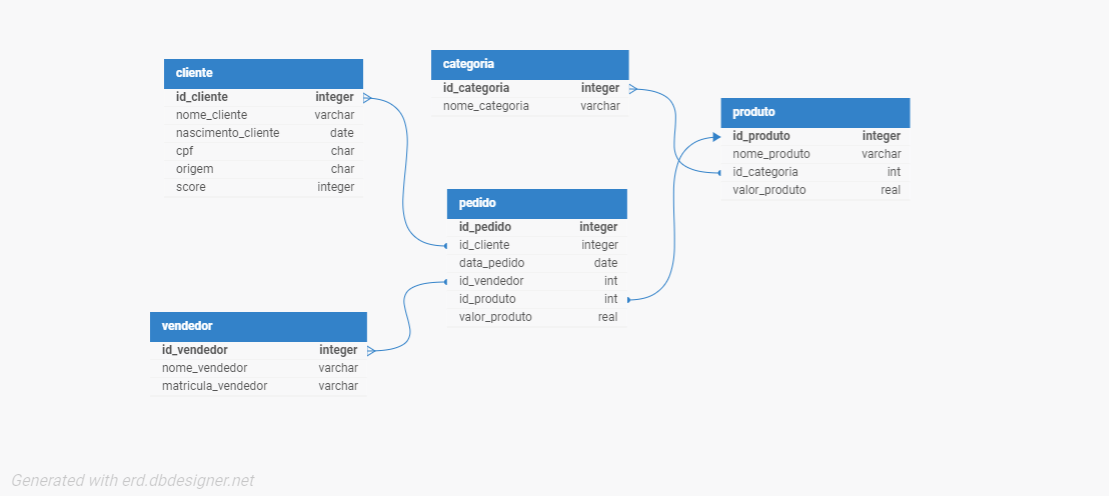 cliente
id_cliente integer
nome_cliente varchar
nascimento_cliente date
cpf char
origem char
score integer
categoria
id_categoria integer
nome_categoria varchar
produto
id_produto integer
nome_produto varchar
id_categoria int
valor_produto real
pedido
id_pedido integer
id_cliente integer
data_pedido date
id_vendedor int
id_produto int
valor_produto real
vendedor
id_vendedor integer
nome_vendedor varchar
matricula_vendedor varchar
Generated with erd.dbdesigner.net